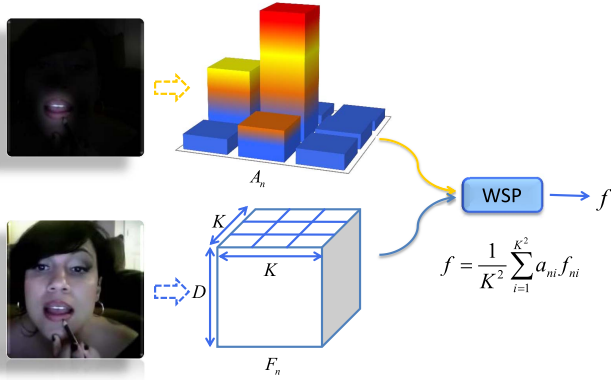 A_n
WSP
f
K
K
D
f = \frac{1}{K^2} \sum_{i=1}^{K^2} a_{ni} f_{ni}
F_n